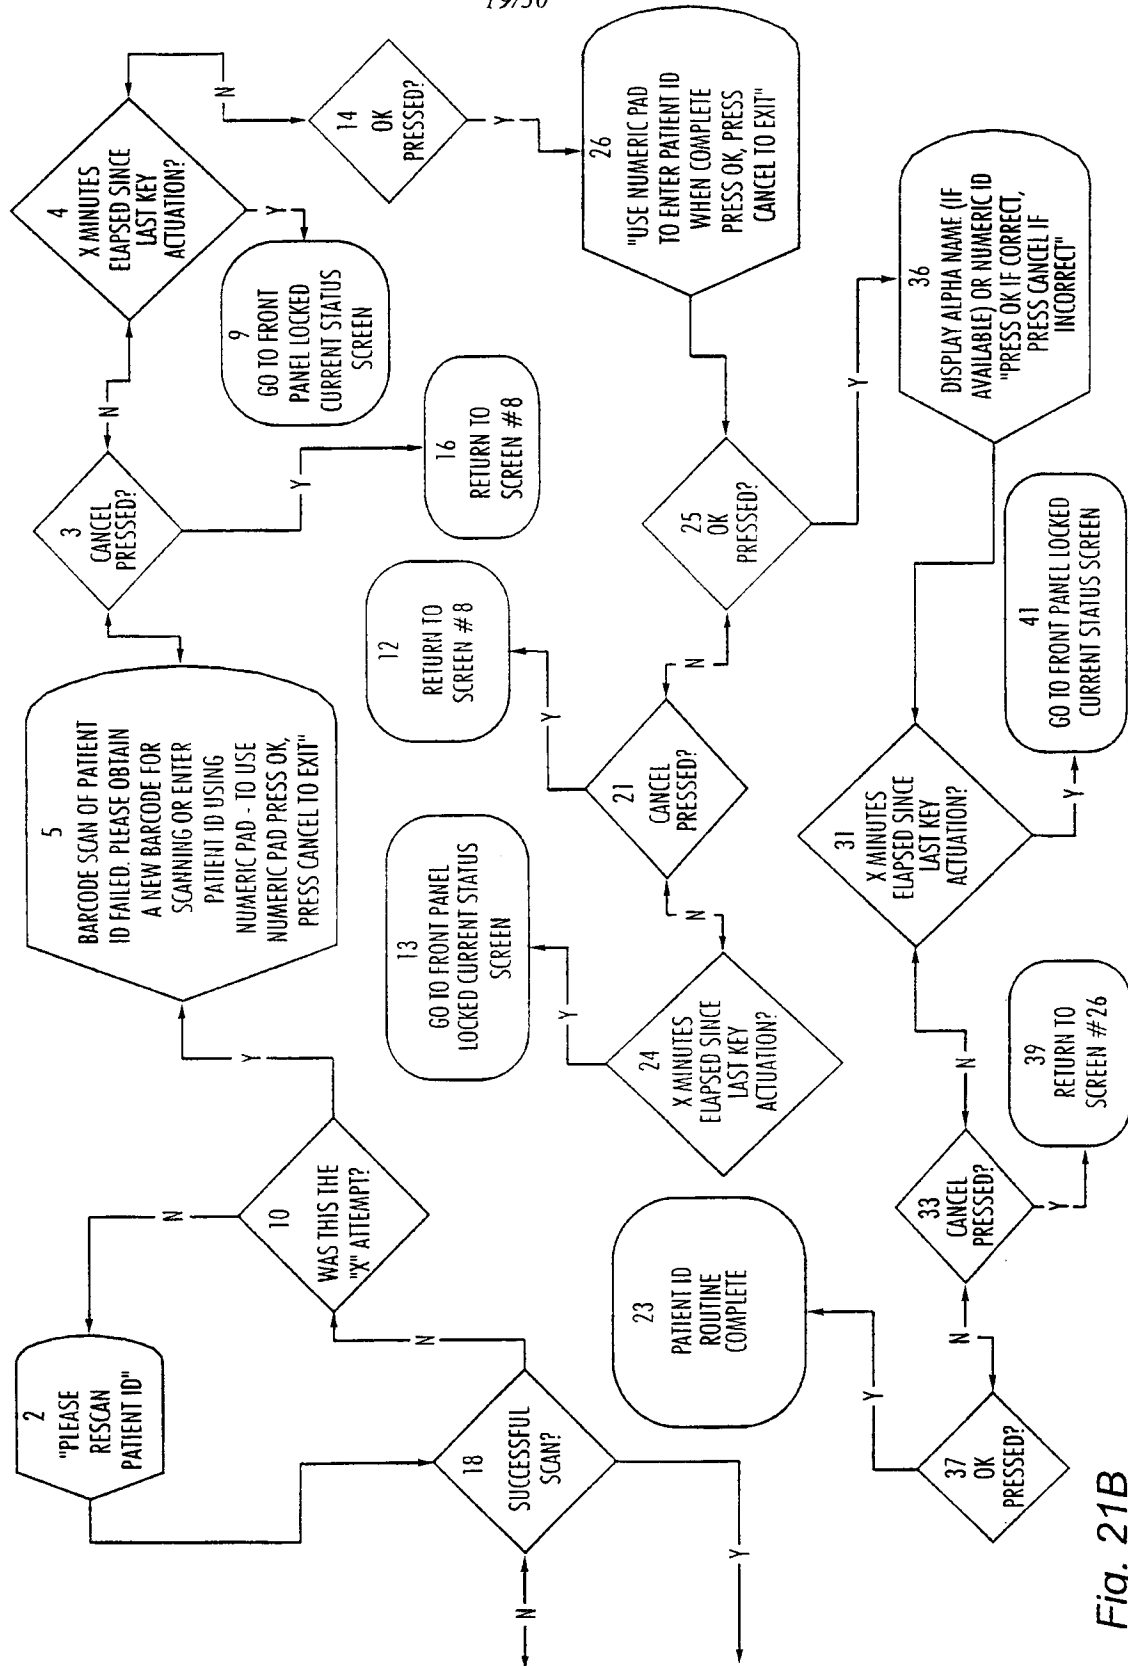 19/50
2
"PLEASE
RESCAN
PATIENT ID"
N
10
WAS THIS THE
"X" ATTEMPT?
Y
5
BARCODE SCAN OF PATIENT
ID FAILED. PLEASE OBTAIN
A NEW BARCODE FOR
SCANNING OR ENTER
PATIENT ID USING
NUMERIC PAD - TO USE
NUMERIC PAD PRESS OK,
PRESS CANCEL TO EXIT"
3
CANCEL
PRESSED?
N
Y
4
X MINUTES
ELAPSED SINCE
LAST KEY
ACTUATION?
Y
N
9
GO TO FRONT
PANEL LOCKED
CURRENT STATUS
SCREEN
16
RETURN TO
SCREEN #8
14
OK
PRESSED?
Y
18
SUCCESSFUL
SCAN?
N
N
Y
13
GO TO FRONT PANEL
LOCKED CURRENT STATUS
SCREEN
Y
12
RETURN TO
SCREEN #8
Y
26
"USE NUMERIC PAD
TO ENTER PATIENT ID
WHEN COMPLETE
PRESS OK, PRESS
CANCEL TO EXIT"
24
X MINUTES
ELAPSED SINCE
LAST KEY
ACTUATION?
N
21
CANCEL
PRESSED?
N
25
OK
PRESSED?
Y
23
PATIENT ID
ROUTINE
COMPLETE
Y
37
OK
PRESSED?
N
33
CANCEL
PRESSED?
Y
N
39
RETURN TO
SCREEN #26
31
X MINUTES
ELAPSED SINCE
LAST KEY
ACTUATION?
Y
41
GO TO FRONT PANEL LOCKED
CURRENT STATUS SCREEN
36
DISPLAY ALPHA NAME (IF
AVAILABLE) OR NUMERIC ID
"PRESS OK IF CORRECT,
PRESS CANCEL IF
INCORRECT"
Fig. 21B